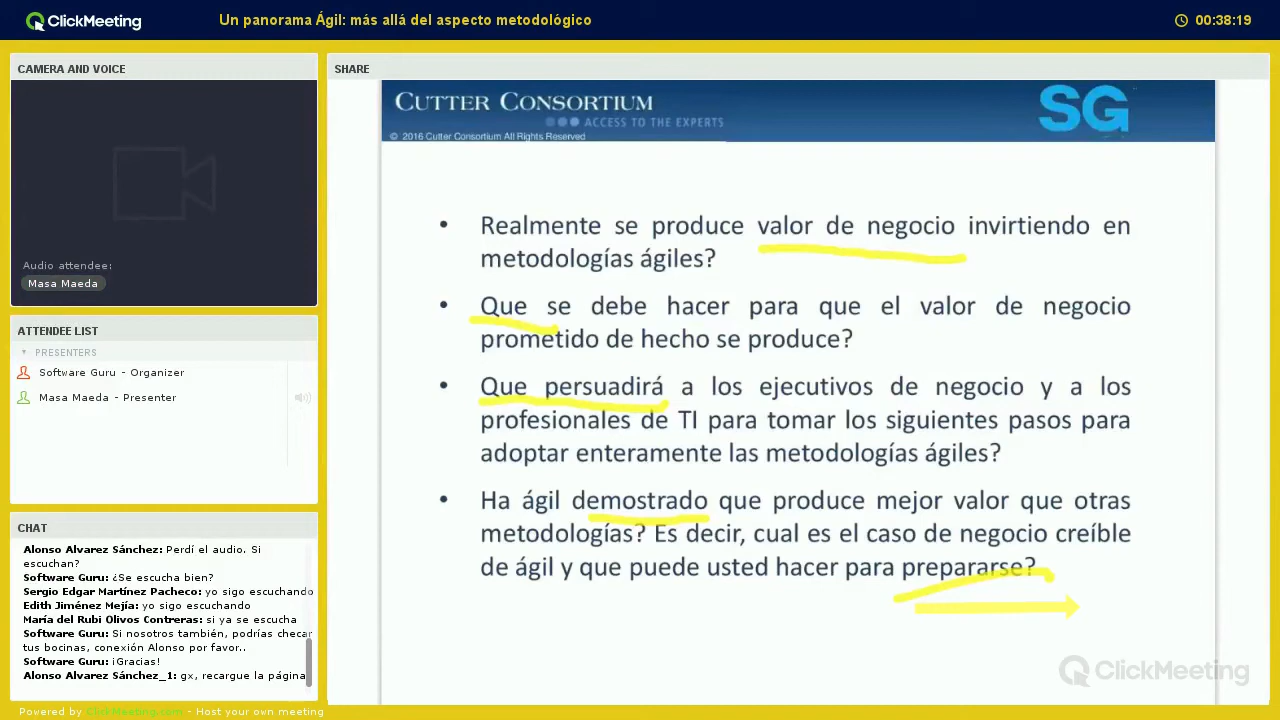 ClickMeeting
Un panorama Ágil: más allá del aspecto metodológico
00:38:19
CAMERA AND VOICE
Audio attendee:
Masa Maeda
ATTENDEE LIST
PRESENTERS
Software Guru - Organizer
Masa Maeda - Presenter
CHAT
Alonso Alvarez Sánchez: Perdí el audio. Si
escuchan?
Software Guru: ¿Se escucha bien?
Sergio Edgar Martínez Pacheco: yo sigo escuchando
Edith Jiménez Mejía: yo sigo escuchando
María del Rubi Olivos Contreras: si ya se escucha
Software Guru: Si nosotros también, podrías checar
tus bocinas, conexión Alonso por favor..
Software Guru: ¡Gracias!
Alonso Alvarez Sánchez_1: gx, recargue la página
SHARE
CUTTER CONSORTIUM
ACCESS TO THE EXPERTS
© 2016 Cutter Consortium All Rights Reserved
SG
• Realmente se produce valor de negocio invirtiendo en
metodologías ágiles?
• Que se debe hacer para que el valor de negocio
prometido de hecho se produce?
• Que persuadirá a los ejecutivos de negocio y a los
profesionales de TI para tomar los siguientes pasos para
adoptar enteramente las metodologías ágiles?
• Ha ágil demostrado que produce mejor valor que otras
metodologías? Es decir, cual es el caso de negocio creíble
de ágil y que puede usted hacer para prepararse?
ClickMeeting
Powered by ClickMeeting.com - Host your own meeting